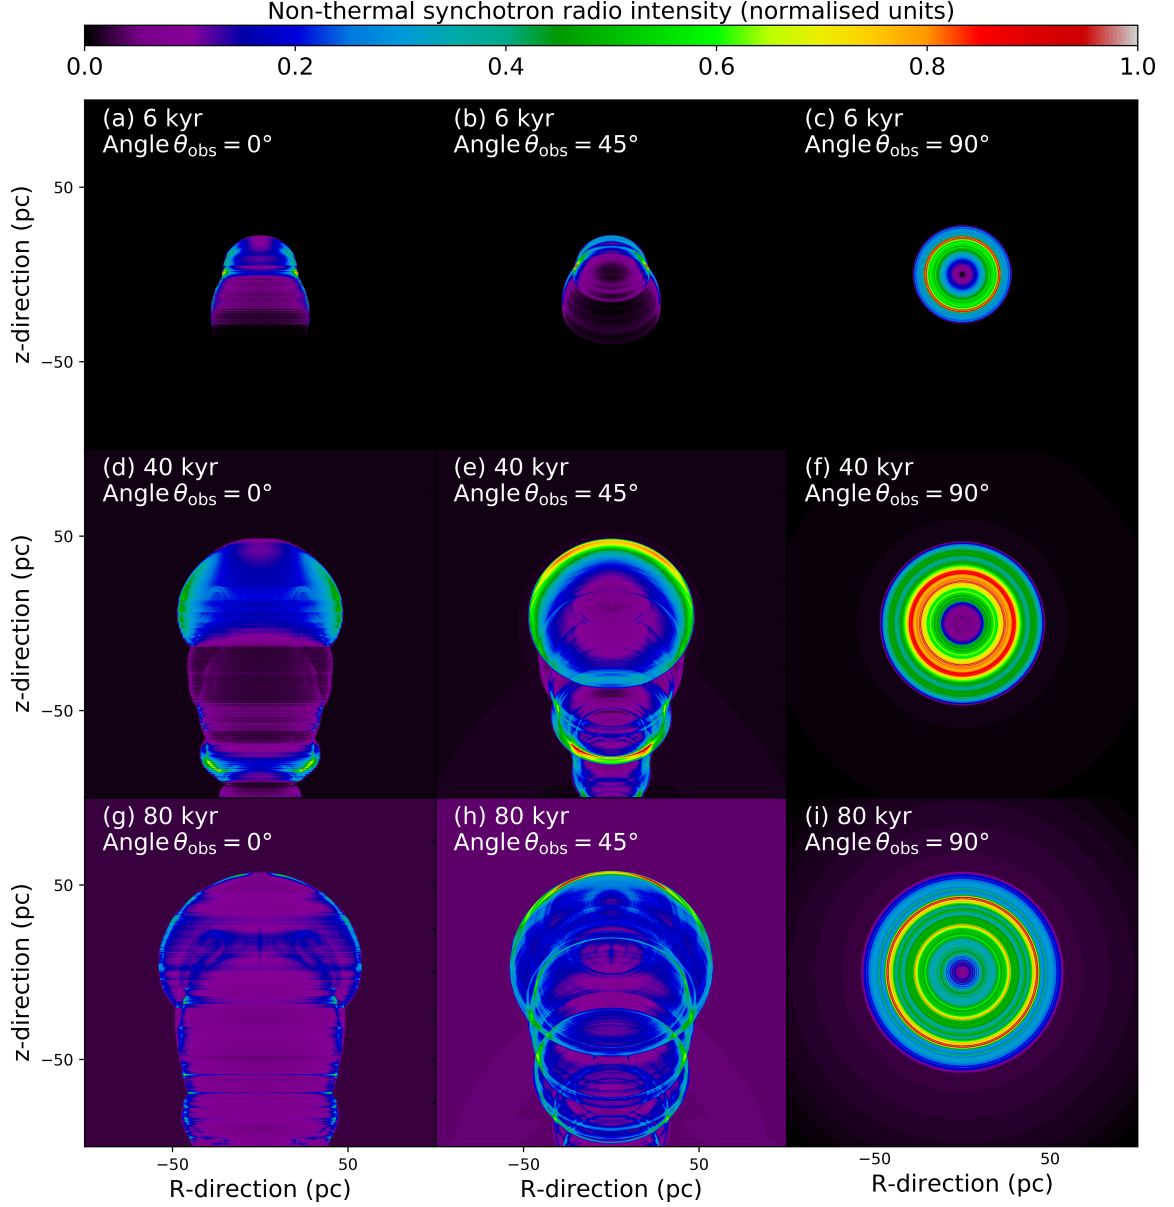 Non-thermal synchotron radio intensity (normalised units)
0.0 0.2 0.4 0.6 0.8 1.0
(a) 6 kyr
Angle θobs = 0°
(b) 6 kyr
Angle θobs = 45°
(c) 6 kyr
Angle θobs = 90°
z-direction (pc)
50
−50
(d) 40 kyr
Angle θobs = 0°
(e) 40 kyr
Angle θobs = 45°
(f) 40 kyr
Angle θobs = 90°
z-direction (pc)
50
−50
(g) 80 kyr
Angle θobs = 0°
(h) 80 kyr
Angle θobs = 45°
(i) 80 kyr
Angle θobs = 90°
z-direction (pc)
50
−50
−50 50
R-direction (pc)
−50 50
R-direction (pc)
−50 50
R-direction (pc)